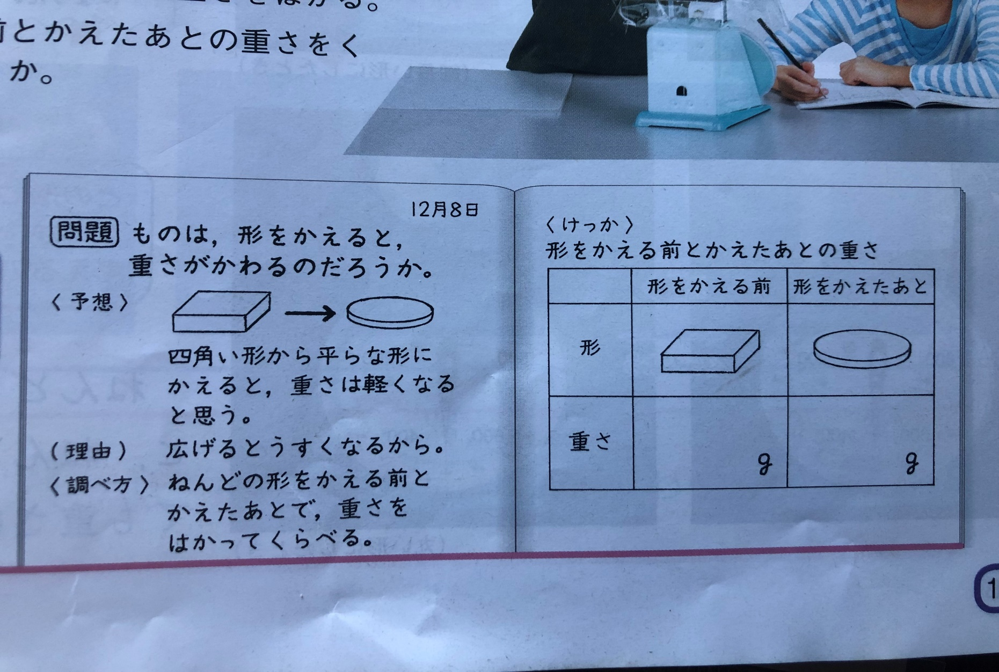 さをはかる。
前とかえたあとの重さをく
か。
12月8日
問題 ものは，形をかえると，
重さがかわるのだろうか。
〈予想〉
四角い形から平らな形に
かえると，重さは軽くなる
と思う。
（理由） 広げるとうすくなるから。
〈調べ方〉 ねんどの形をかえる前と
かえたあとで，重さを
はかってくらべる。
〈けっか〉
形をかえる前とかえたあとの重さ
形をかえる前 形をかえたあと
形
重さ g g
1